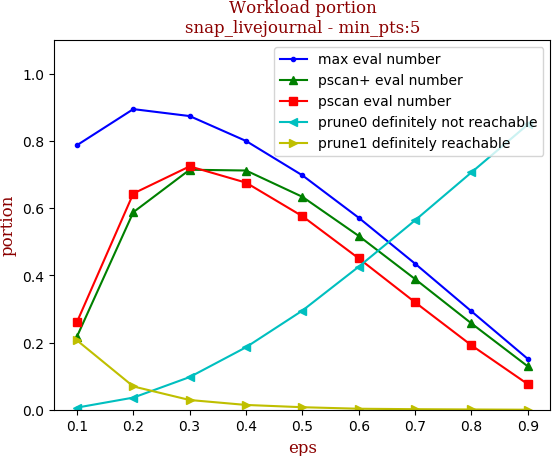 Workload portion
snap_livejournal - min_pts:5
max eval number
pscan+ eval number
pscan eval number
prune0 definitely not reachable
prune1 definitely reachable
1.0
0.8
0.6
0.4
0.2
0.0
portion
0.1 0.2 0.3 0.4 0.5 0.6 0.7 0.8 0.9
eps